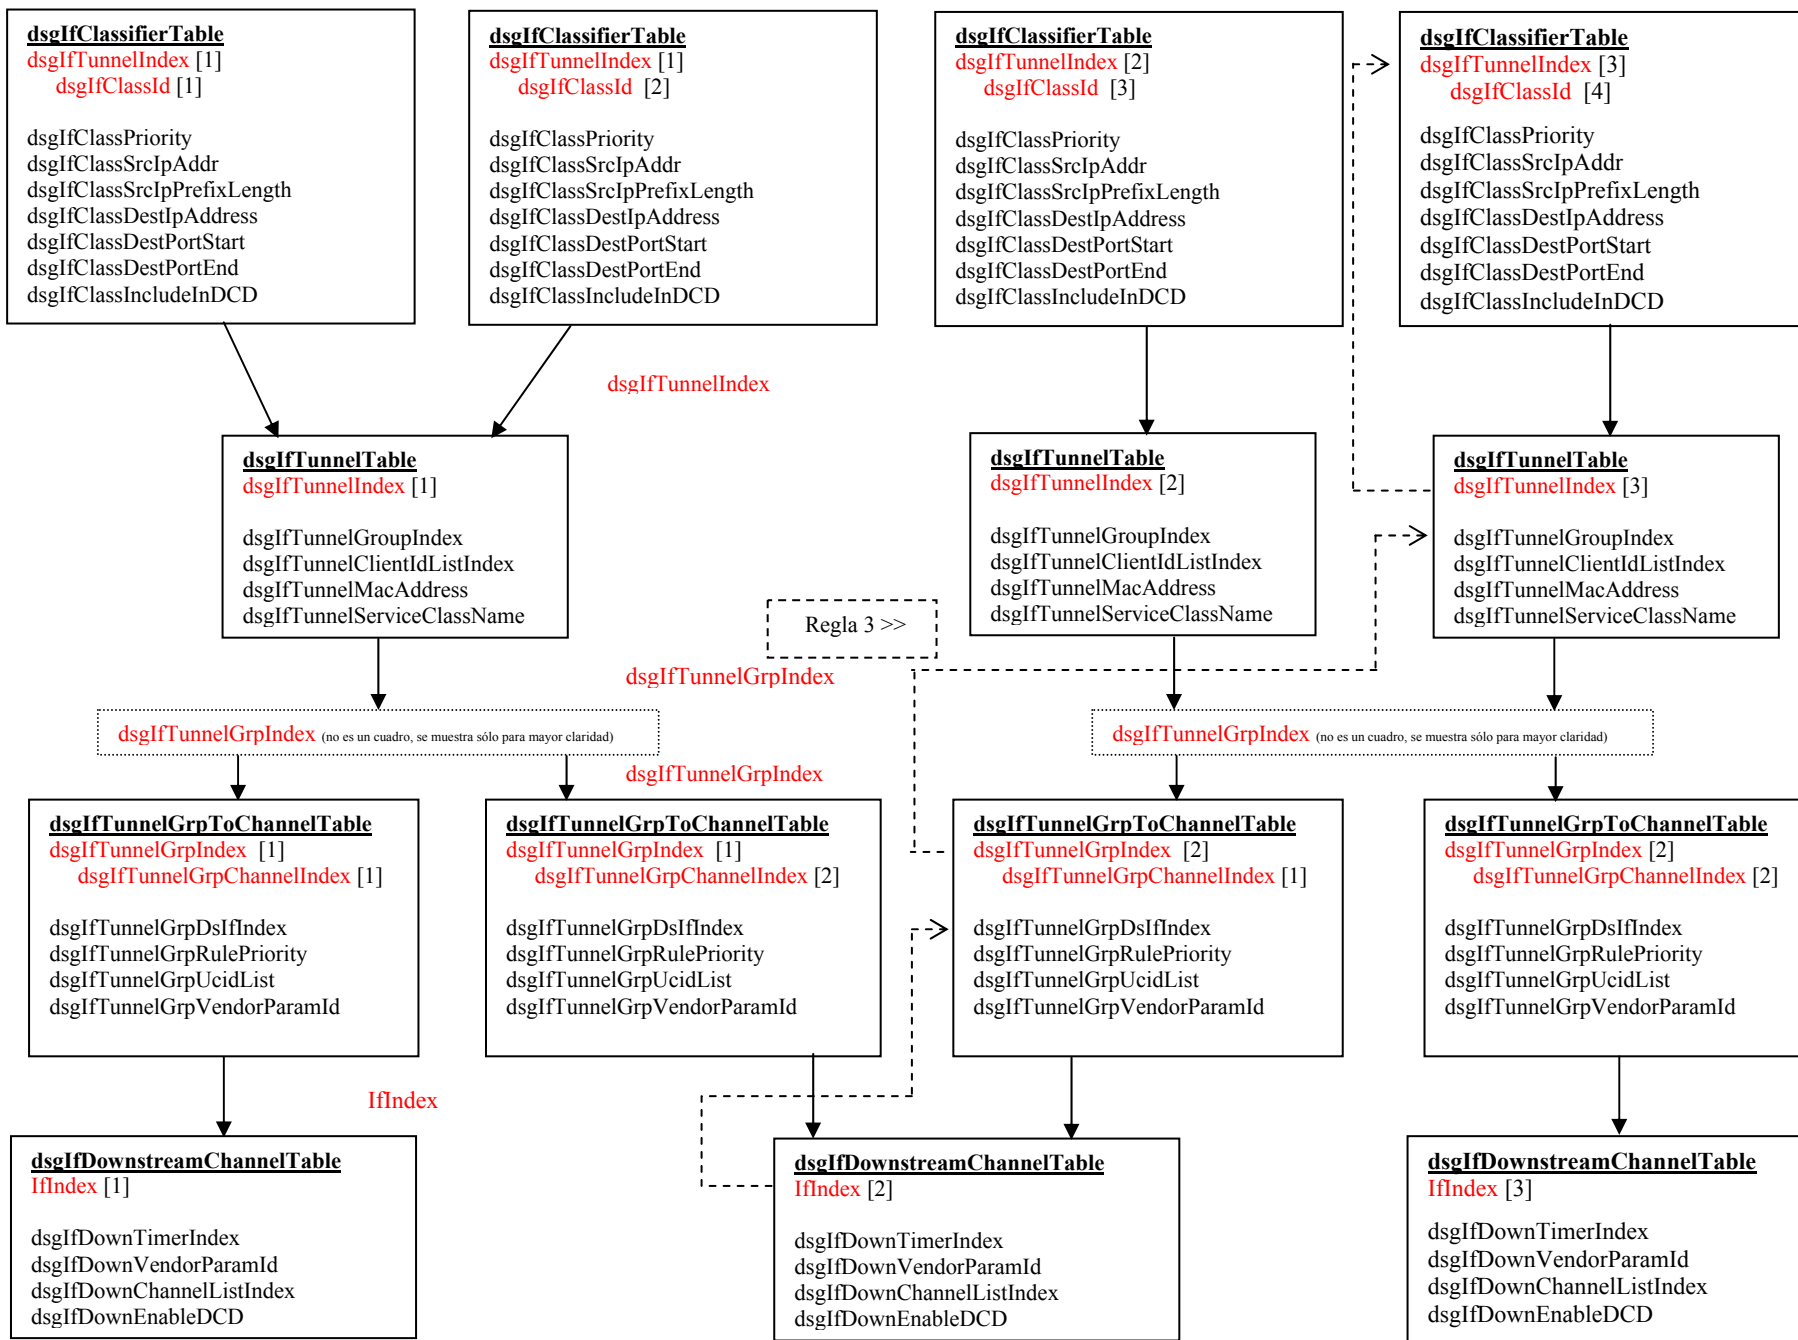 dsgIfClassifierTable
dsgIfTunnelIndex [1]
dsgIfClassId [1]
dsgIfClassPriority
dsgIfClassSrcIpAddr
dsgIfClassSrcIpPrefixLength
dsgIfClassDestIpAddress
dsgIfClassDestPortStart
dsgIfClassDestPortEnd
dsgIfClassIncludeInDCD
dsgIfClassifierTable
dsgIfTunnelIndex [1]
dsgIfClassId [2]
dsgIfClassPriority
dsgIfClassSrcIpAddr
dsgIfClassSrcIpPrefixLength
dsgIfClassDestIpAddress
dsgIfClassDestPortStart
dsgIfClassDestPortEnd
dsgIfClassIncludeInDCD
dsgIfClassifierTable
dsgIfTunnelIndex [2]
dsgIfClassId [3]
dsgIfClassPriority
dsgIfClassSrcIpAddr
dsgIfClassSrcIpPrefixLength
dsgIfClassDestIpAddress
dsgIfClassDestPortStart
dsgIfClassDestPortEnd
dsgIfClassIncludeInDCD
dsgIfClassifierTable
dsgIfTunnelIndex [3]
dsgIfClassId [4]
dsgIfClassPriority
dsgIfClassSrcIpAddr
dsgIfClassSrcIpPrefixLength
dsgIfClassDestIpAddress
dsgIfClassDestPortStart
dsgIfClassDestPortEnd
dsgIfClassIncludeInDCD
dsgIfTunnelIndex
dsgIfTunnelTable
dsgIfTunnelIndex [1]
dsgIfTunnelGroupIndex
dsgIfTunnelClientIdListIndex
dsgIfTunnelMacAddress
dsgIfTunnelServiceClassName
dsgIfTunnelTable
dsgIfTunnelIndex [2]
dsgIfTunnelGroupIndex
dsgIfTunnelClientIdListIndex
dsgIfTunnelMacAddress
dsgIfTunnelServiceClassName
dsgIfTunnelTable
dsgIfTunnelIndex [3]
dsgIfTunnelGroupIndex
dsgIfTunnelClientIdListIndex
dsgIfTunnelMacAddress
dsgIfTunnelServiceClassName
Regla 3 >>
dsgIfTunnelGrpIndex
dsgIfTunnelGrpIndex (no es un cuadro, se muestra sólo para mayor claridad)
dsgIfTunnelGrpIndex (no es un cuadro, se muestra sólo para mayor claridad)
dsgIfTunnelGrpIndex
dsgIfTunnelGrpToChannelTable
dsgIfTunnelGrpIndex [1]
dsgIfTunnelGrpChannelIndex [1]
dsgIfTunnelGrpDsIfIndex
dsgIfTunnelGrpRulePriority
dsgIfTunnelGrpUcidList
dsgIfTunnelGrpVendorParamId
dsgIfTunnelGrpToChannelTable
dsgIfTunnelGrpIndex [1]
dsgIfTunnelGrpChannelIndex [2]
dsgIfTunnelGrpDsIfIndex
dsgIfTunnelGrpRulePriority
dsgIfTunnelGrpUcidList
dsgIfTunnelGrpVendorParamId
dsgIfTunnelGrpToChannelTable
dsgIfTunnelGrpIndex [2]
dsgIfTunnelGrpChannelIndex [1]
dsgIfTunnelGrpDsIfIndex
dsgIfTunnelGrpRulePriority
dsgIfTunnelGrpUcidList
dsgIfTunnelGrpVendorParamId
dsgIfTunnelGrpToChannelTable
dsgIfTunnelGrpIndex [2]
dsgIfTunnelGrpChannelIndex [2]
dsgIfTunnelGrpDsIfIndex
dsgIfTunnelGrpRulePriority
dsgIfTunnelGrpUcidList
dsgIfTunnelGrpVendorParamId
IfIndex
dsgIfDownstreamChannelTable
IfIndex [1]
dsgIfDownTimerIndex
dsgIfDownVendorParamId
dsgIfDownChannelListIndex
dsgIfDownEnableDCD
dsgIfDownstreamChannelTable
IfIndex [2]
dsgIfDownTimerIndex
dsgIfDownVendorParamId
dsgIfDownChannelListIndex
dsgIfDownEnableDCD
dsgIfDownstreamChannelTable
IfIndex [3]
dsgIfDownTimerIndex
dsgIfDownVendorParamId
dsgIfDownChannelListIndex
dsgIfDownEnableDCD